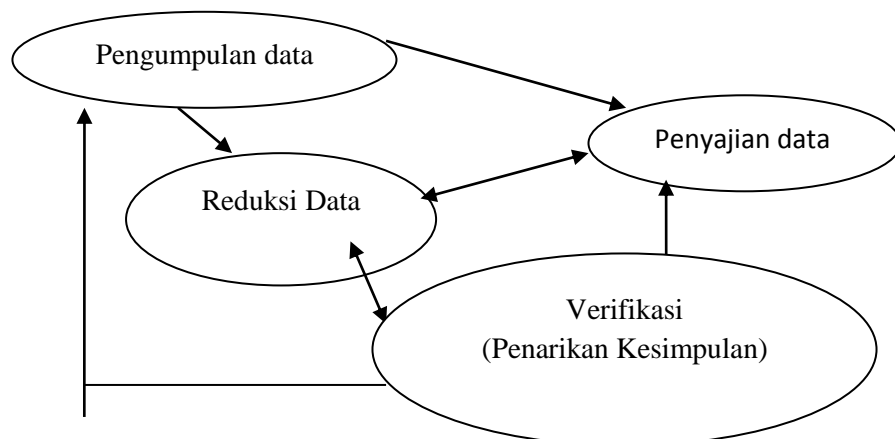 Pengumpulan data
Penyajian data
Reduksi Data
Verifikasi
(Penarikan Kesimpulan)